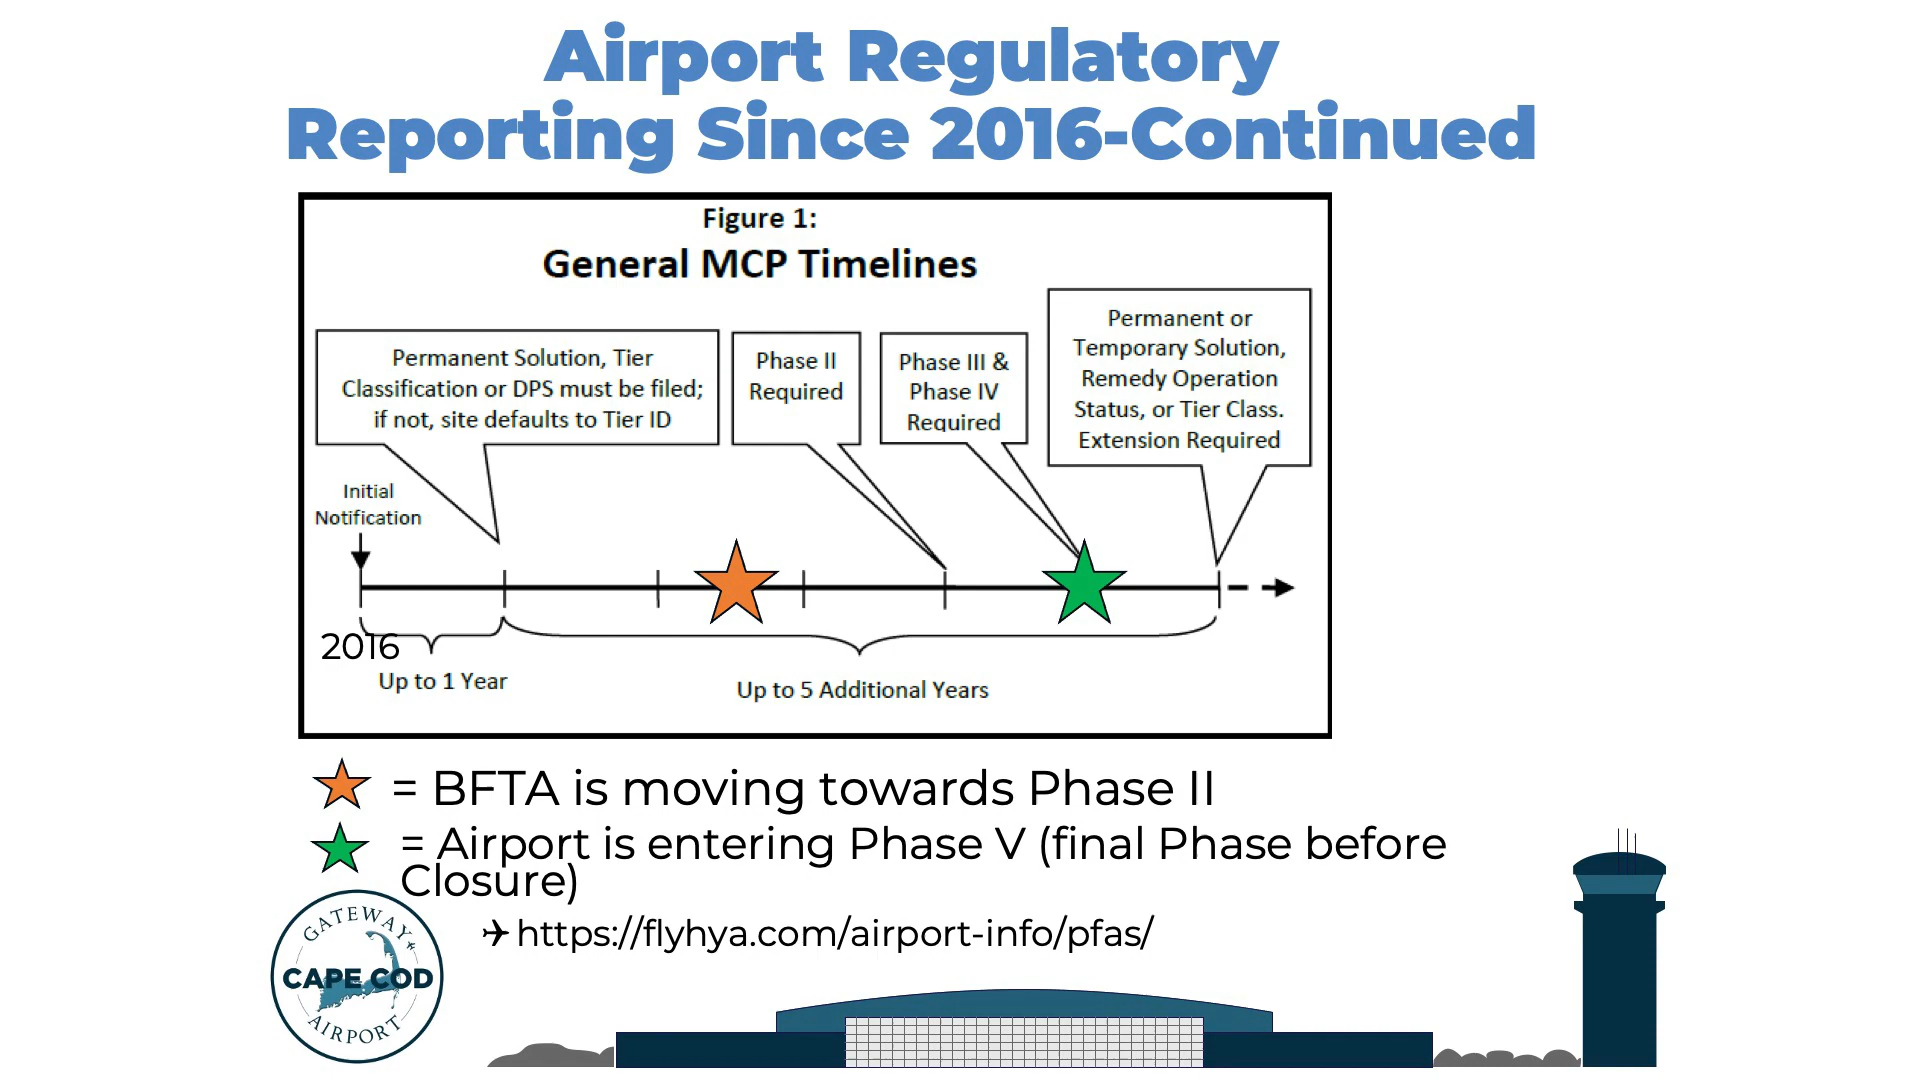 Airport Regulatory
Reporting Since 2016-Continued
Figure 1:
General MCP Timelines
Permanent Solution, Tier
Classification or DPS must be filed;
if not, site defaults to Tier ID
Phase II
Required
Phase III &
Phase IV
Required
Permanent or
Temporary Solution,
Remedy Operation
Status, or Tier Class.
Extension Required
Initial
Notification
2016
Up to 1 Year
Up to 5 Additional Years
= BFTA is moving towards Phase II
= Airport is entering Phase V (final Phase before
Closure)
https://flyhya.com/airport-info/pfas/
GATEWAY
CAPE COD
AIRPORT